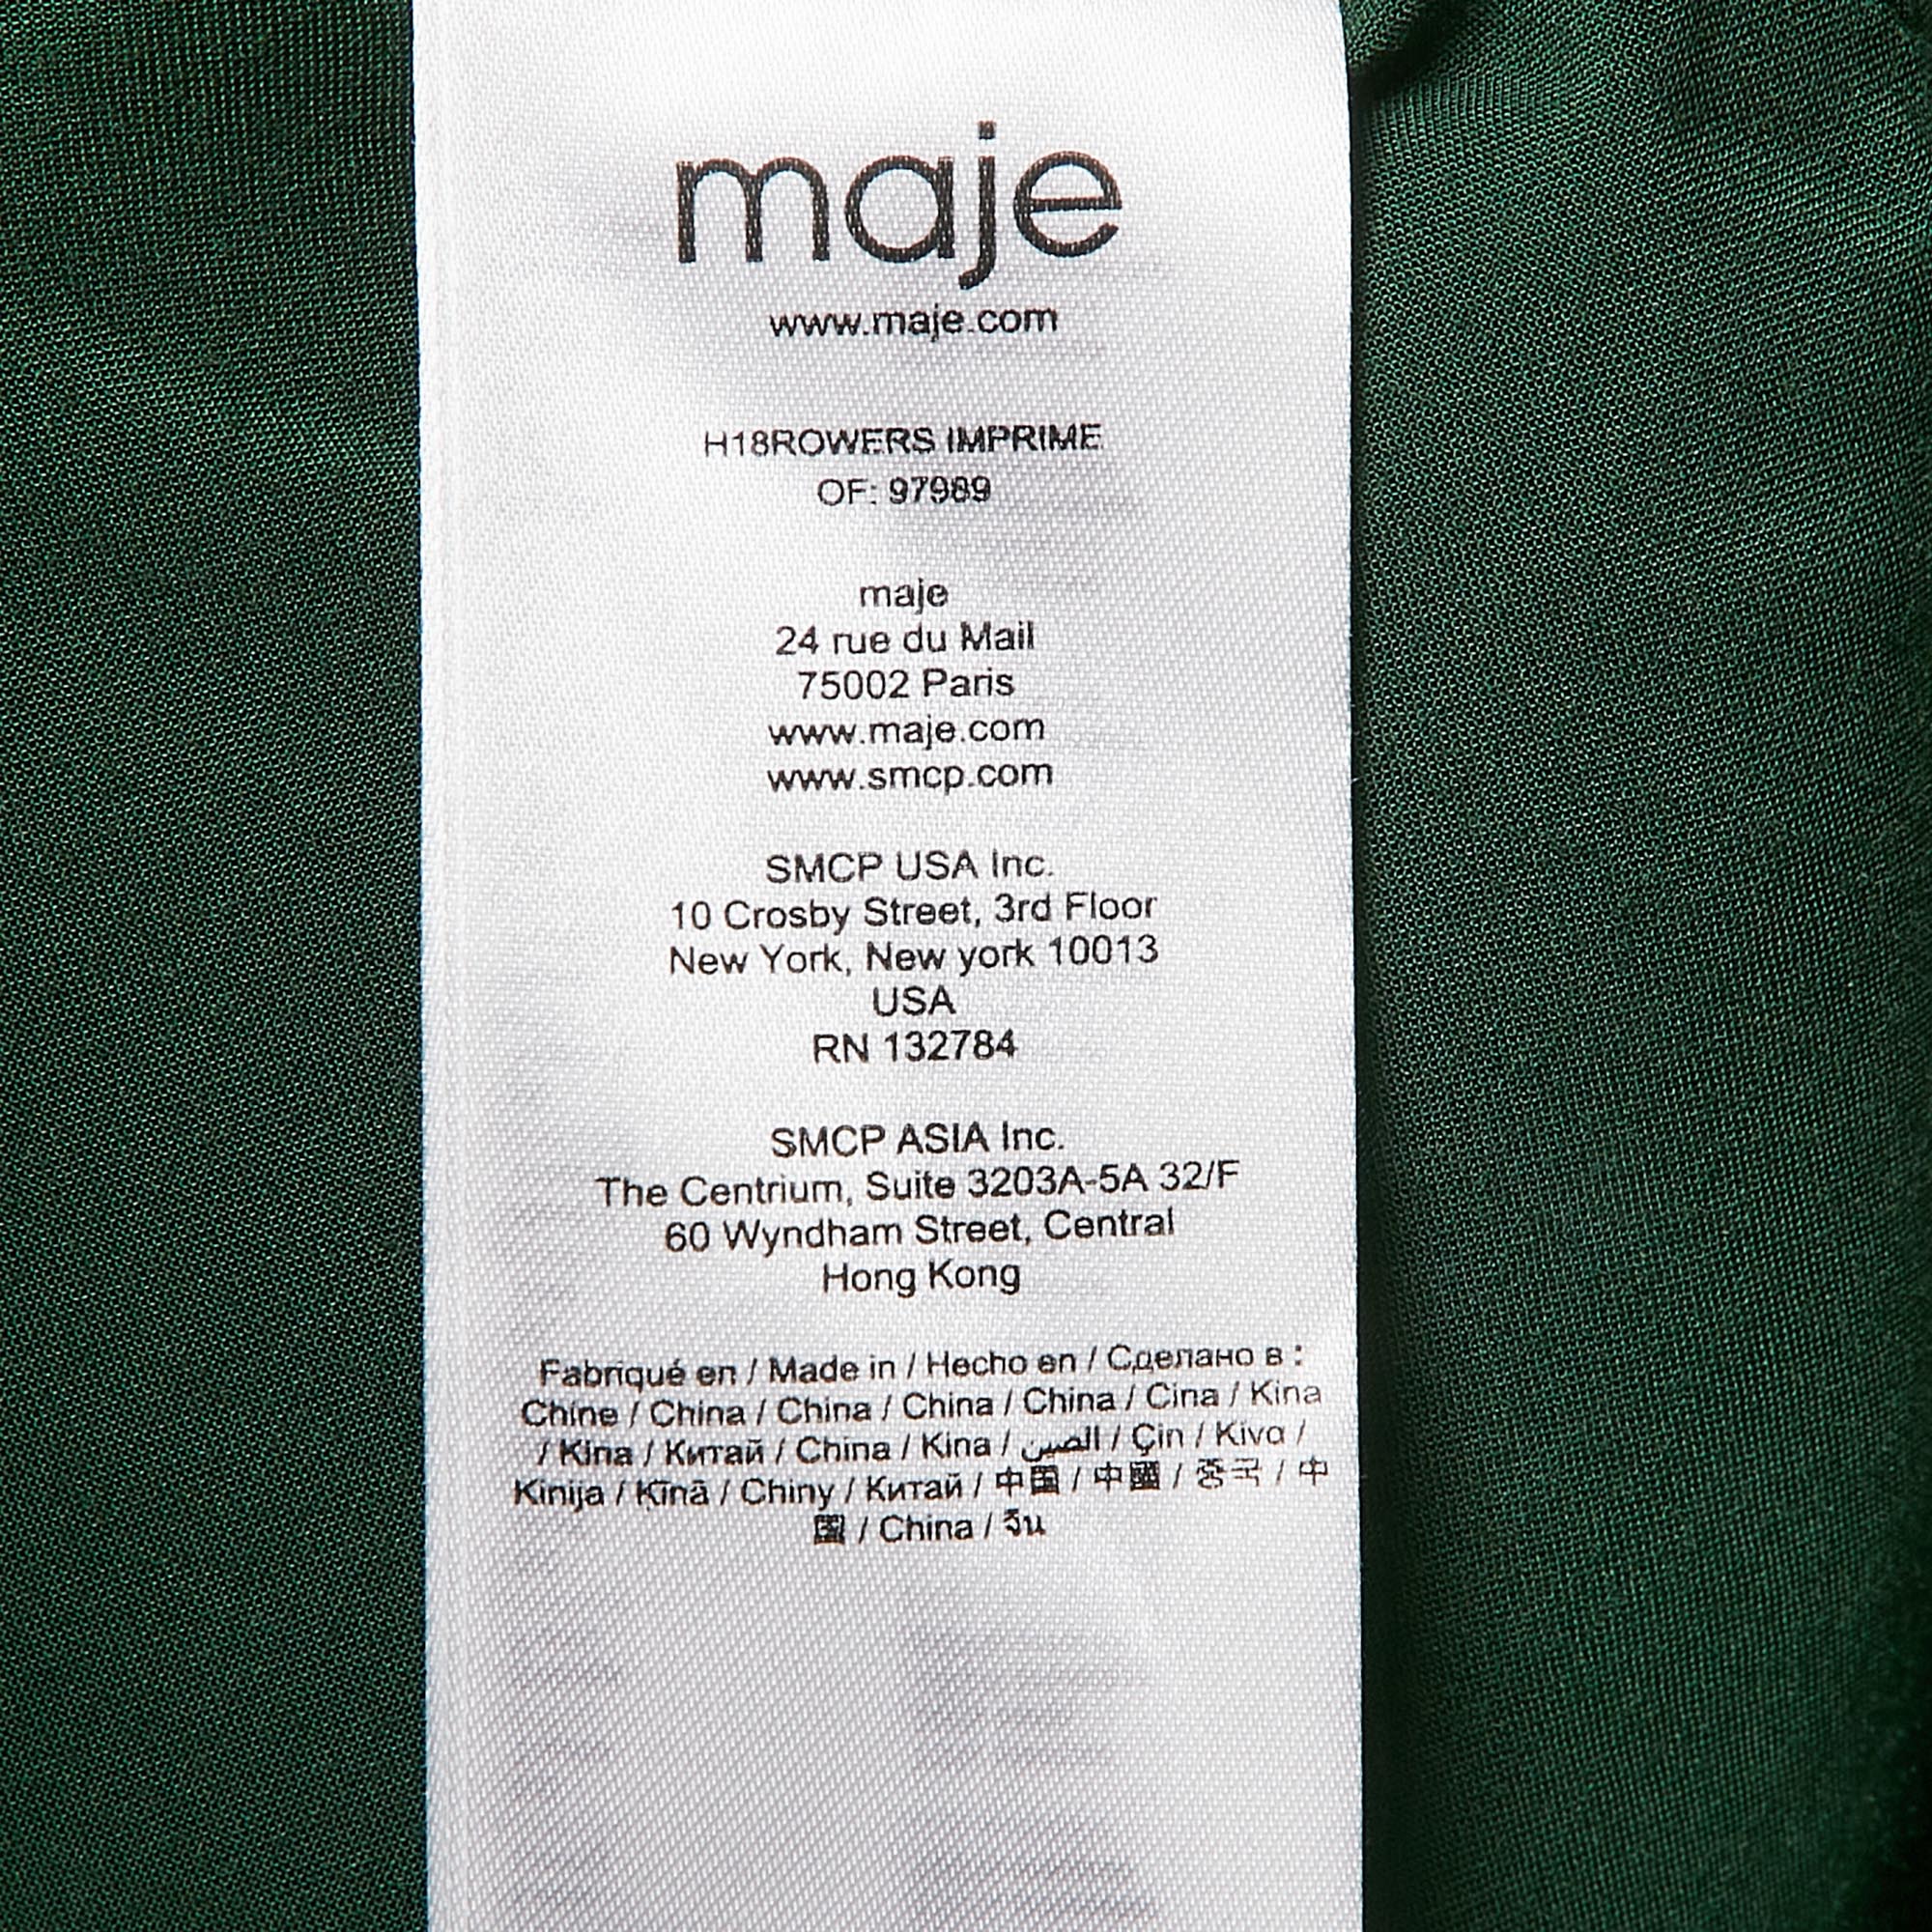 maje
www.maje.com
H18ROWERS IMPRIME
OF: 97989
maje
24 rue du Mail
75002 Paris
www.maje.com
www.smcp.com
SMCP USA Inc.
10 Crosby Street, 3rd Floor
New York, New york 10013
USA
RN 132784
SMCP ASIA Inc.
The Centrium, Suite 3203A-5A 32/F
60 Wyndham Street, Central
Hong Kong
Fabriqué en / Made in / Hecho en / Сделано в :
Chine / China / China / China / China / Cina / Kina
/ Kina / Китай / China / Kina / الصين / Çin / Kίνα /
Kinija / Ķīnā / Chiny / Китай / 中国 / 中國 / 중국 / 中
国 / China / จีน